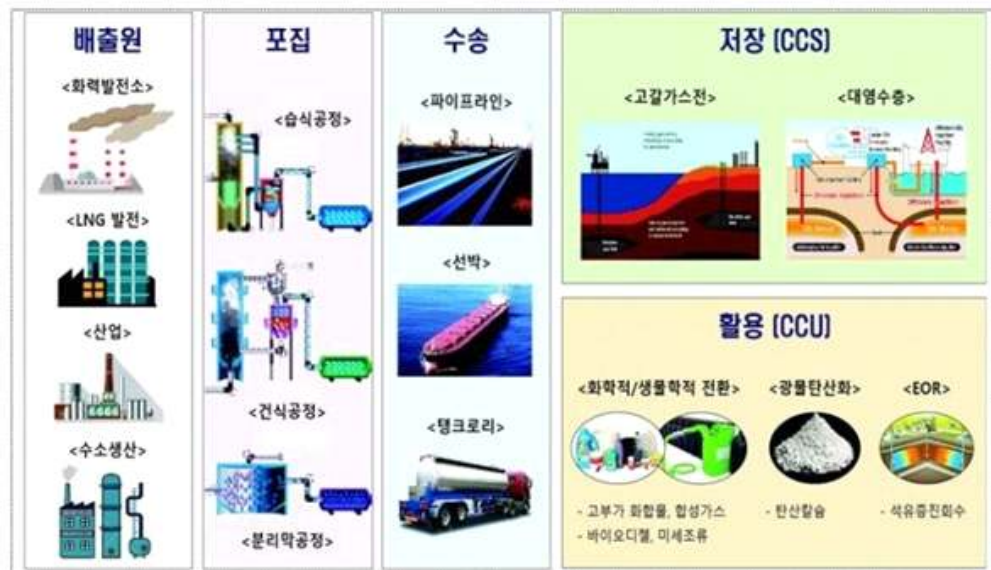 배출원
<화력발전소>
<LNG 발전>
<산업>
<수소생산>
포집
<습식공정>
<건식공정>
<분리막공정>
수송
<파이프라인>
<선박>
<탱크로리>
저장 (CCS)
<고갈가스전>
<대염수층>
활용 (CCU)
<화학적/생물학적 전환>
- 고부가 화합물, 합성가스
- 바이오디젤, 미세조류
<광물탄산화>
- 탄산칼슘
<EOR>
- 석유증진회수